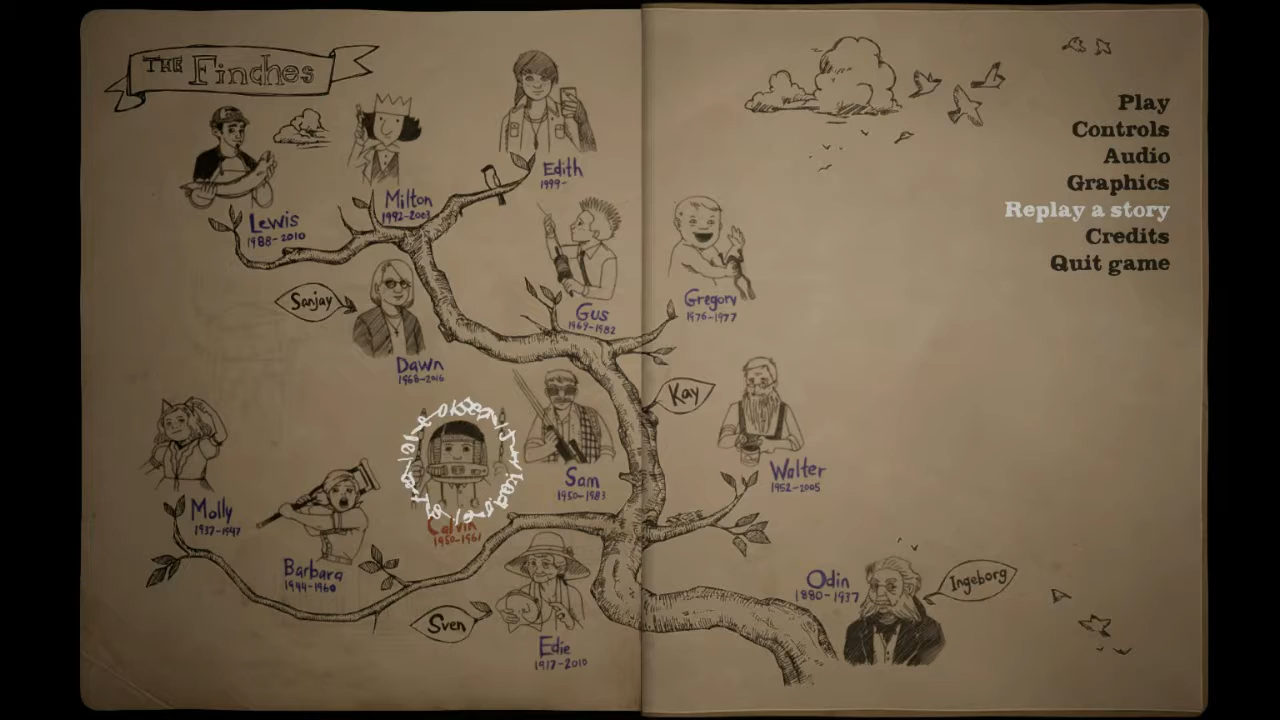 THE Finches
Play
Controls
Audio
Graphics
Replay a story
Credits
Quit game
Edith
1999-
Milton
1992-2003
Lewis
1988-2010
Sanjay
Dawn
1968-2016
Gus
1969-1982
Gregory
1976-1977
Kay
Sam
1950-1983
Walter
1952-2005
Calvin
1950-1961
Molly
1937-1947
Barbara
1944-1960
Sven
Edie
1917-2010
Odin
1880-1937
Ingeborg